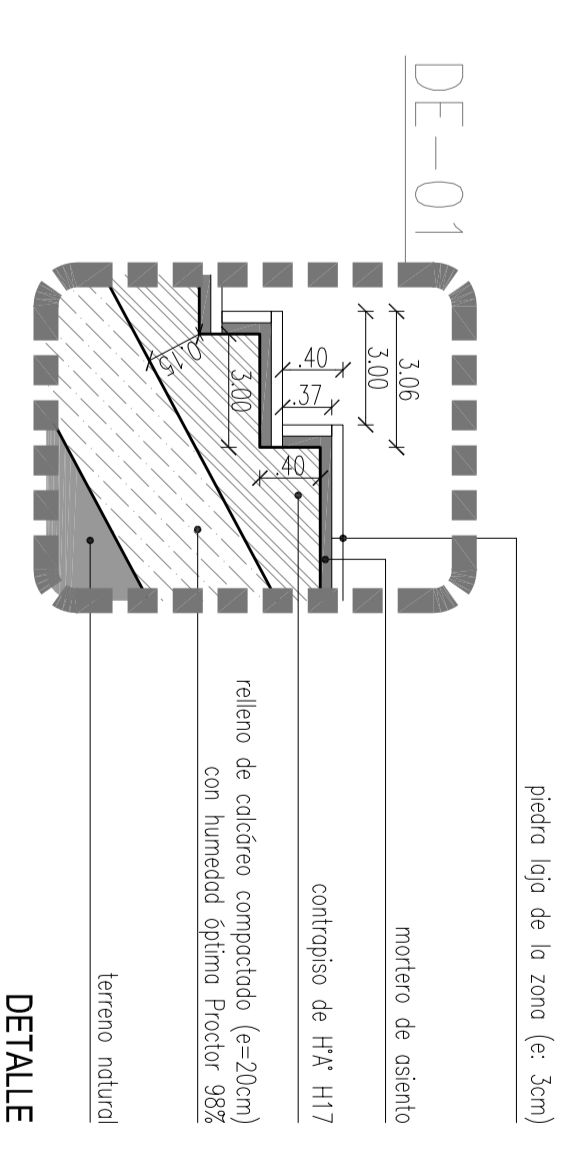 DE-01
3.06
3.00
.40
.37
3.00
.40
0.15
piedra laja de la zona (e: 3cm)
mortero de asiento
contrapiso de H°A° H17
relleno de calcáreo compactado (e=20cm)
con humedad óptima Proctor 98%
terreno natural
DETALLE